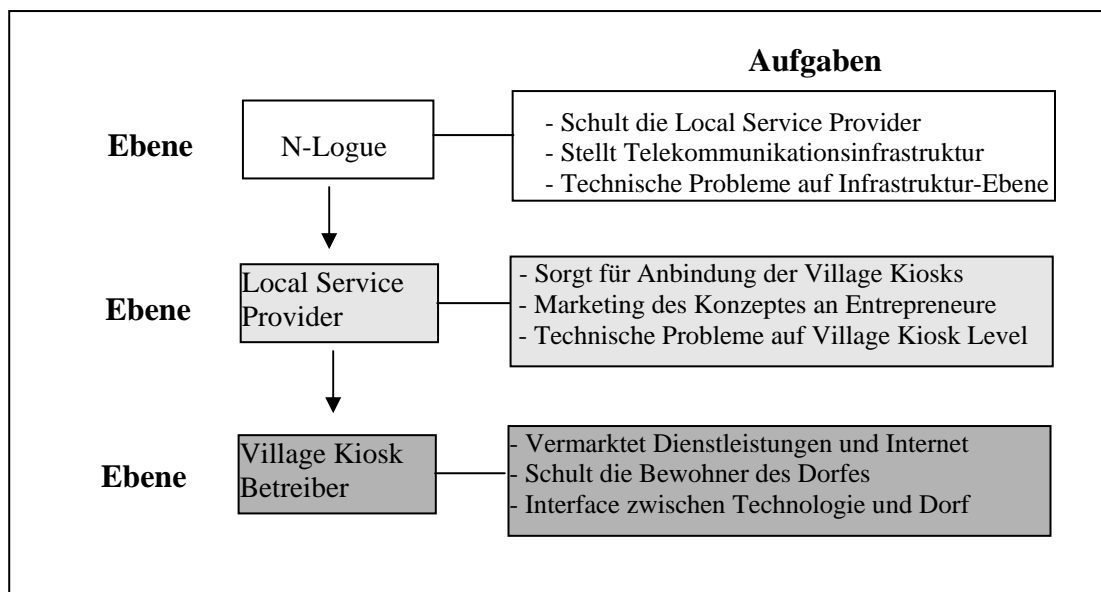 Aufgaben
Ebene
N-Logue
- Schult die Local Service Provider
- Stellt Telekommunikationsinfrastruktur
- Technische Probleme auf Infrastruktur-Ebene
Ebene
Local Service
Provider
- Sorgt für Anbindung der Village Kiosks
- Marketing des Konzeptes an Entrepreneure
- Technische Probleme auf Village Kiosk Level
Ebene
Village Kiosk
Betreiber
- Vermarktet Dienstleistungen und Internet
- Schult die Bewohner des Dorfes
- Interface zwischen Technologie und Dorf